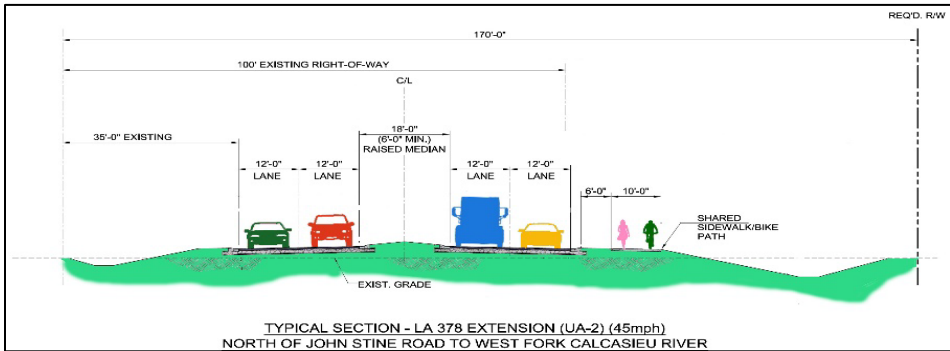 REQ'D. R/W
170'-0"
100' EXISTING RIGHT-OF-WAY
C/L
35'-0" EXISTING
18'-0"
(6'-0" MIN.)
RAISED MEDIAN
12'-0"
LANE
12'-0"
LANE
12'-0"
LANE
12'-0"
LANE
6'-0"
10'-0"
SHARED
SIDEWALK/BIKE
PATH
EXIST. GRADE
TYPICAL SECTION - LA 378 EXTENSION (UA-2) (45mph)
NORTH OF JOHN STINE ROAD TO WEST FORK CALCASIEU RIVER